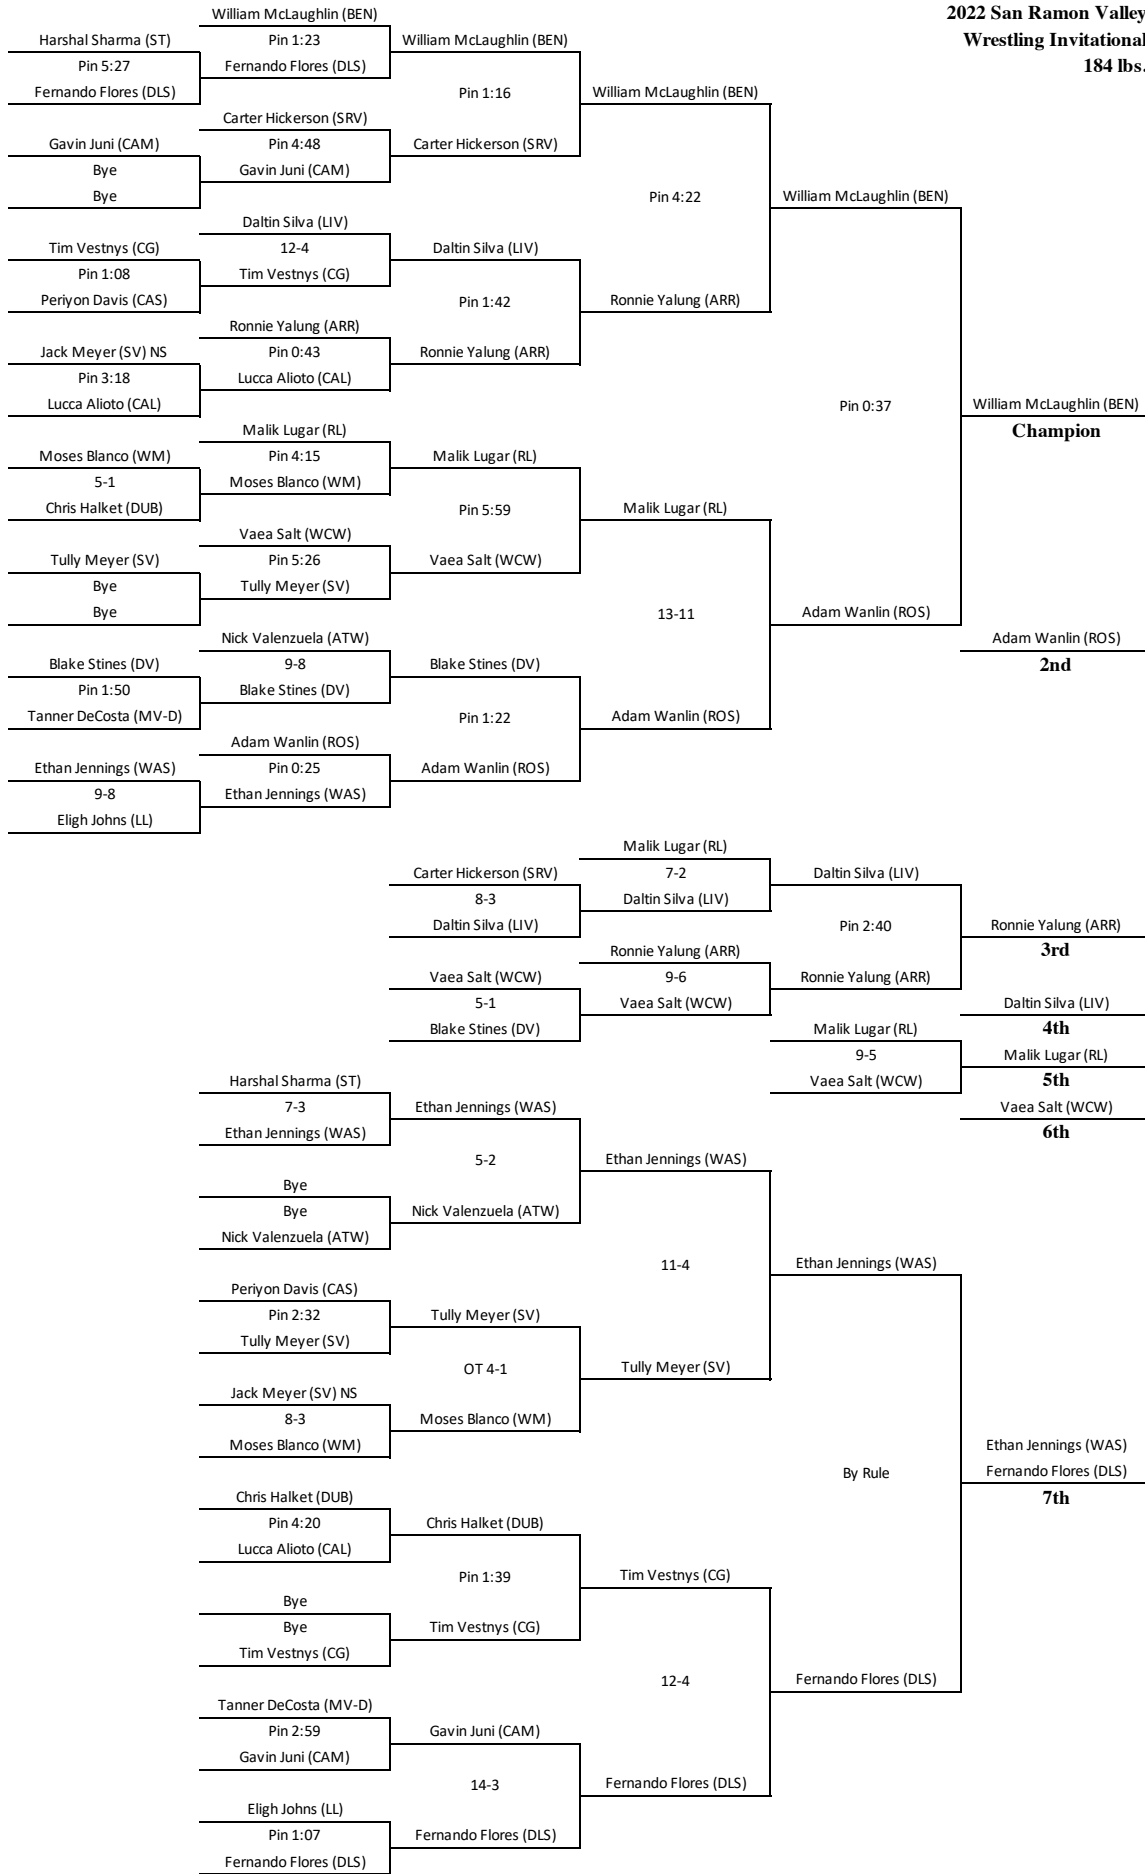 2022 San Ramon Valley
Wrestling Invitational
184 lbs.
William McLaughlin (BEN)
Harshal Sharma (ST)
Pin 1:23
William McLaughlin (BEN)
Pin 5:27
Fernando Flores (DLS)
Fernando Flores (DLS)
Pin 1:16
William McLaughlin (BEN)
Carter Hickerson (SRV)
Gavin Juni (CAM)
Pin 4:48
Carter Hickerson (SRV)
Bye
Gavin Juni (CAM)
Bye
Pin 4:22
William McLaughlin (BEN)
Daltin Silva (LIV)
Tim Vestnys (CG)
12-4
Daltin Silva (LIV)
Pin 1:08
Tim Vestnys (CG)
Periyon Davis (CAS)
Pin 1:42
Ronnie Yalung (ARR)
Ronnie Yalung (ARR)
Jack Meyer (SV) NS
Pin 0:43
Ronnie Yalung (ARR)
Pin 3:18
Lucca Alioto (CAL)
Lucca Alioto (CAL)
Pin 0:37
William McLaughlin (BEN)
Champion
Malik Lugar (RL)
Moses Blanco (WM)
Pin 4:15
Malik Lugar (RL)
5-1
Moses Blanco (WM)
Chris Halket (DUB)
Pin 5:59
Malik Lugar (RL)
Vaea Salt (WCW)
Tully Meyer (SV)
Pin 5:26
Vaea Salt (WCW)
Bye
Tully Meyer (SV)
Bye
13-11
Adam Wanlin (ROS)
Nick Valenzuela (ATW)
Adam Wanlin (ROS)
2nd
Blake Stines (DV)
9-8
Blake Stines (DV)
Pin 1:50
Blake Stines (DV)
Tanner DeCosta (MV-D)
Pin 1:22
Adam Wanlin (ROS)
Adam Wanlin (ROS)
Ethan Jennings (WAS)
Pin 0:25
Adam Wanlin (ROS)
9-8
Ethan Jennings (WAS)
Eligh Johns (LL)
Malik Lugar (RL)
Carter Hickerson (SRV)
7-2
Daltin Silva (LIV)
8-3
Daltin Silva (LIV)
Daltin Silva (LIV)
Pin 2:40
Ronnie Yalung (ARR)
3rd
Ronnie Yalung (ARR)
Vaea Salt (WCW)
9-6
Ronnie Yalung (ARR)
5-1
Vaea Salt (WCW)
Daltin Silva (LIV)
4th
Blake Stines (DV)
Malik Lugar (RL)
9-5
Malik Lugar (RL)
5th
Vaea Salt (WCW)
Vaea Salt (WCW)
6th
Harshal Sharma (ST)
7-3
Ethan Jennings (WAS)
Ethan Jennings (WAS)
5-2
Ethan Jennings (WAS)
Bye
Bye
Nick Valenzuela (ATW)
Nick Valenzuela (ATW)
11-4
Ethan Jennings (WAS)
Periyon Davis (CAS)
Pin 2:32
Tully Meyer (SV)
Tully Meyer (SV)
OT 4-1
Tully Meyer (SV)
Jack Meyer (SV) NS
8-3
Moses Blanco (WM)
Moses Blanco (WM)
By Rule
Ethan Jennings (WAS)
Fernando Flores (DLS)
7th
Chris Halket (DUB)
Pin 4:20
Chris Halket (DUB)
Lucca Alioto (CAL)
Pin 1:39
Tim Vestnys (CG)
Bye
Bye
Tim Vestnys (CG)
Tim Vestnys (CG)
12-4
Fernando Flores (DLS)
Tanner DeCosta (MV-D)
Pin 2:59
Gavin Juni (CAM)
Gavin Juni (CAM)
14-3
Fernando Flores (DLS)
Eligh Johns (LL)
Pin 1:07
Fernando Flores (DLS)
Fernando Flores (DLS)